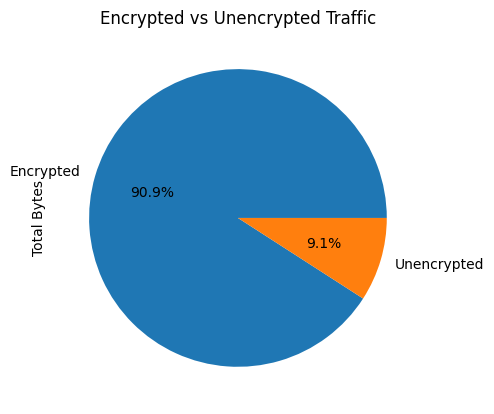 Encrypted vs Unencrypted Traffic
Encrypted
90.9%
Total Bytes
9.1%
Unencrypted